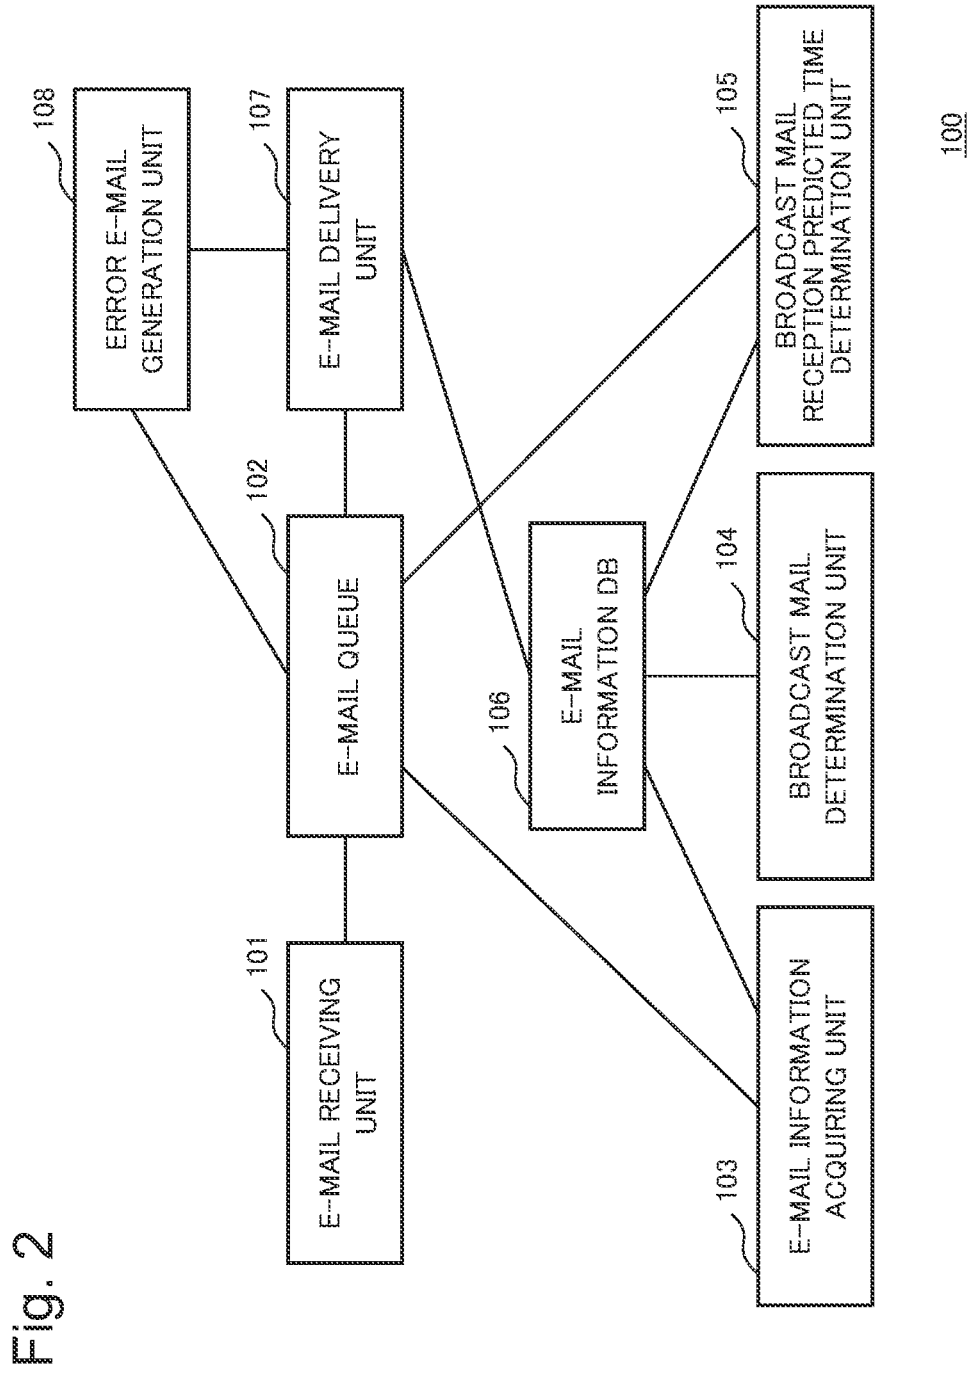 Fig. 2
108
ERROR E-MAIL
GENERATION UNIT
101
E-MAIL RECEIVING
UNIT
102
E-MAIL QUEUE
107
E-MAIL DELIVERY
UNIT
106
E-MAIL
INFORMATION DB
103
E-MAIL INFORMATION
ACQUIRING UNIT
104
BROADCAST MAIL
DETERMINATION UNIT
105
BROADCAST MAIL
RECEPTION PREDICTED TIME
DETERMINATION UNIT
100